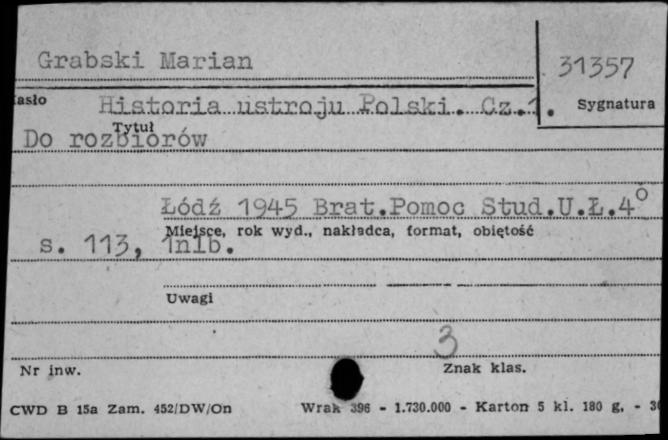 Grabski Marian
31357
asło
Historia ustroju Polski. Cz.1.
Sygnatura
Tytuł
Do rozbiorów
Łódź 1945 Brat.Pomoc Stud.U.Ł.4°
Miejsce, rok wyd., nakładca, format, objętość
s. 113, 1nlb.
Uwagi
3
Nr inw.
Znak klas.
CWD B 15a Zam. 452/DW/On Wrak 396 - 1.730.000 - Karton 5 kl. 180 g. - 3